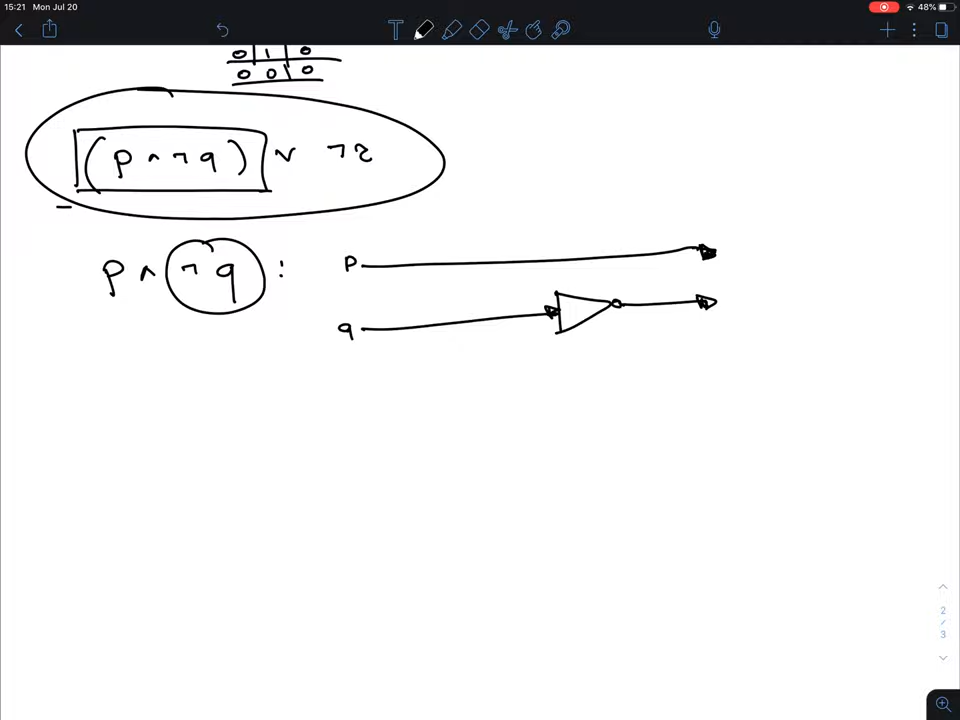 15:21 Mon Jul 20
48%
T
0 1 0
0 0 0
(p ∧ ¬ q) ∨ ¬r
p ∧ ¬ q :
p
q
2
/
3